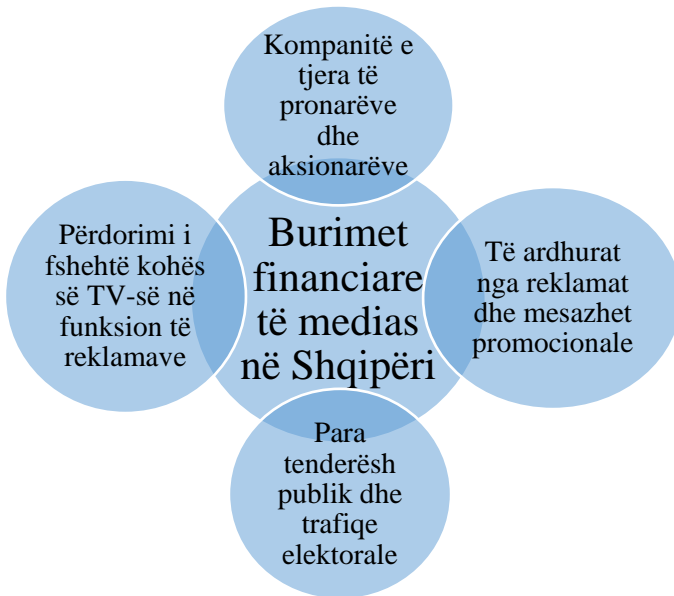 Kompanitë e
tjera të
pronarëve
dhe
aksionarëve
Përdorimi i
fshehtë kohës
së TV-së në
funksion të
reklamave
Burimet
financiare
të medias
në Shqipëri
Të ardhurat
nga reklamat
dhe mesazhet
promocionale
Para
tenderësh
publik dhe
trafiqe
elektorale